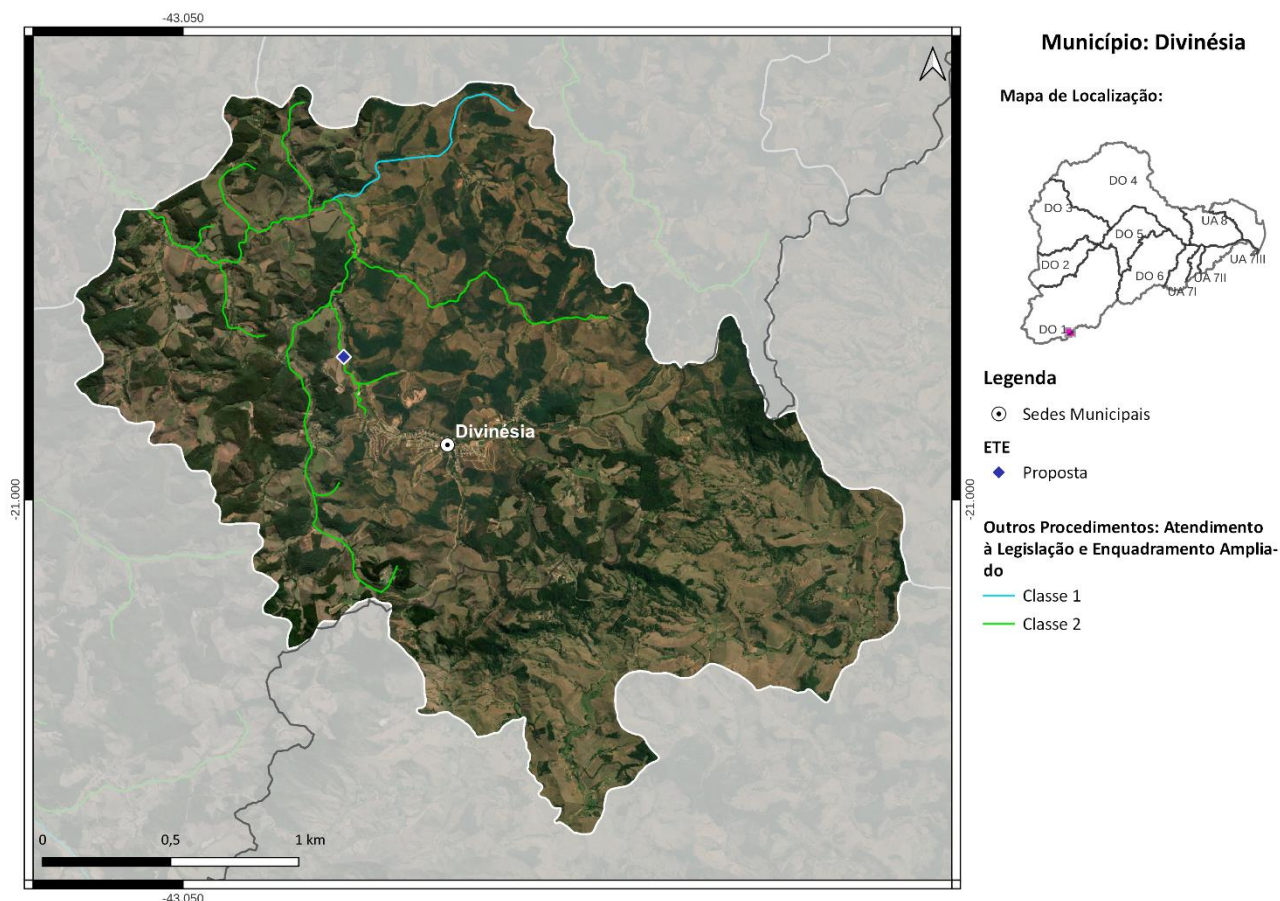 -43.050
Município: Divinésia
Mapa de Localização:
DO 4
DO 3
UA 8
DO 5
DO 2
UA 7III
DO 6
UA 7II
UA 7I
DO 1
Legenda
Sedes Municipais
ETE
Proposta
Outros Procedimentos: Atendimento
à Legislação e Enquadramento Amplia-
do
Classe 1
Classe 2
Divinésia
-21.000
-21.000
0
0,5
1 km
-43.050